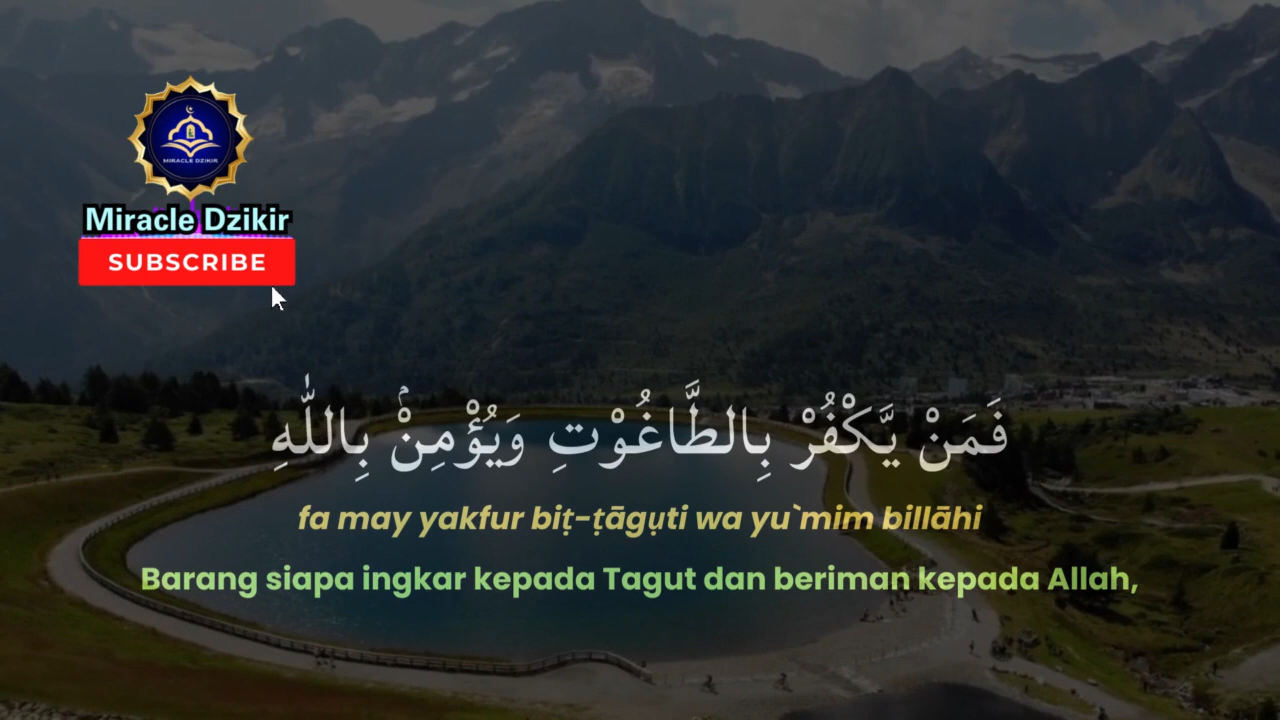 MIRACLE DZIKIR
Miracle Dzikir
SUBSCRIBE
فَمَنْ يَّكْفُرْ بِالطَّاغُوْتِ وَيُؤْمِنْۢ بِاللّٰهِ
fa may yakfur biṭ-ṭāgụti wa yu`mim billāhi
Barang siapa ingkar kepada Tagut dan beriman kepada Allah,